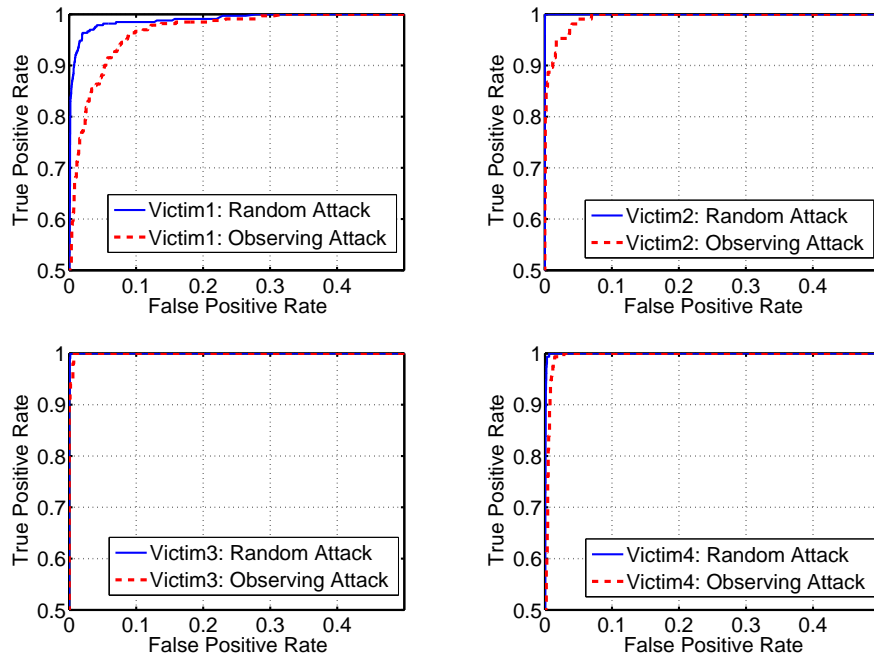 1
0.9
0.8
0.7
0.6
0.5
True Positive Rate
Victim1: Random Attack
Victim1: Observing Attack
0 0.1 0.2 0.3 0.4
False Positive Rate
1
0.9
0.8
0.7
0.6
0.5
True Positive Rate
Victim2: Random Attack
Victim2: Observing Attack
0 0.1 0.2 0.3 0.4
False Positive Rate
1
0.9
0.8
0.7
0.6
0.5
True Positive Rate
Victim3: Random Attack
Victim3: Observing Attack
0 0.1 0.2 0.3 0.4
False Positive Rate
1
0.9
0.8
0.7
0.6
0.5
True Positive Rate
Victim4: Random Attack
Victim4: Observing Attack
0 0.1 0.2 0.3 0.4
False Positive Rate